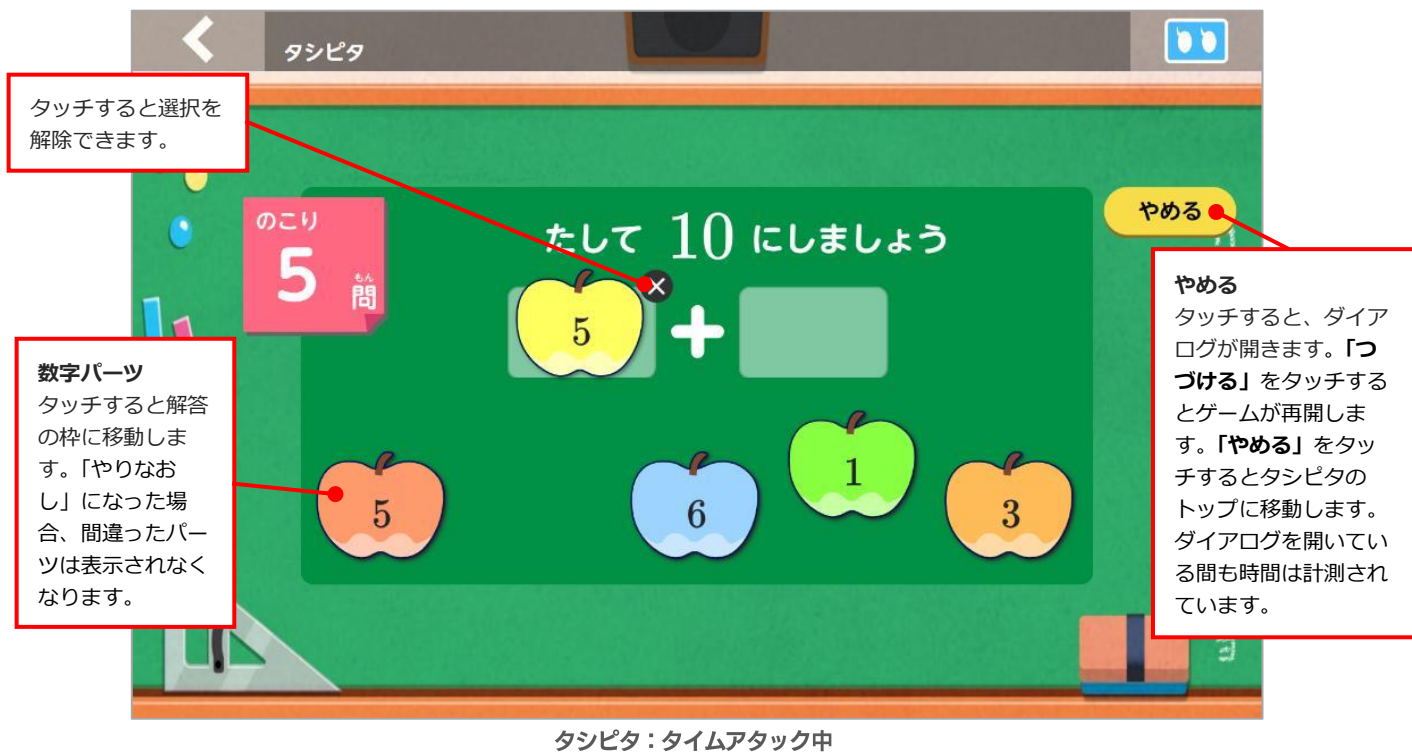 タシピタ
タッチすると選択を
解除できます。
のこり
5
もん
問
たして 10 にしましょう
やめる
5
+
5
6
1
3
数字パーツ
タッチすると解答
の枠に移動しま
す。「やりなお
し」になった場
合、間違ったパー
ツは表示されなく
なります。
やめる
タッチすると、ダイア
ログが開きます。「つ
づける」をタッチする
とゲームが再開しま
す。「やめる」をタッ
チするとタシピタの
トップに移動します。
ダイアログを開いてい
る間も時間は計測され
ています。
タシピタ：タイムアタック中